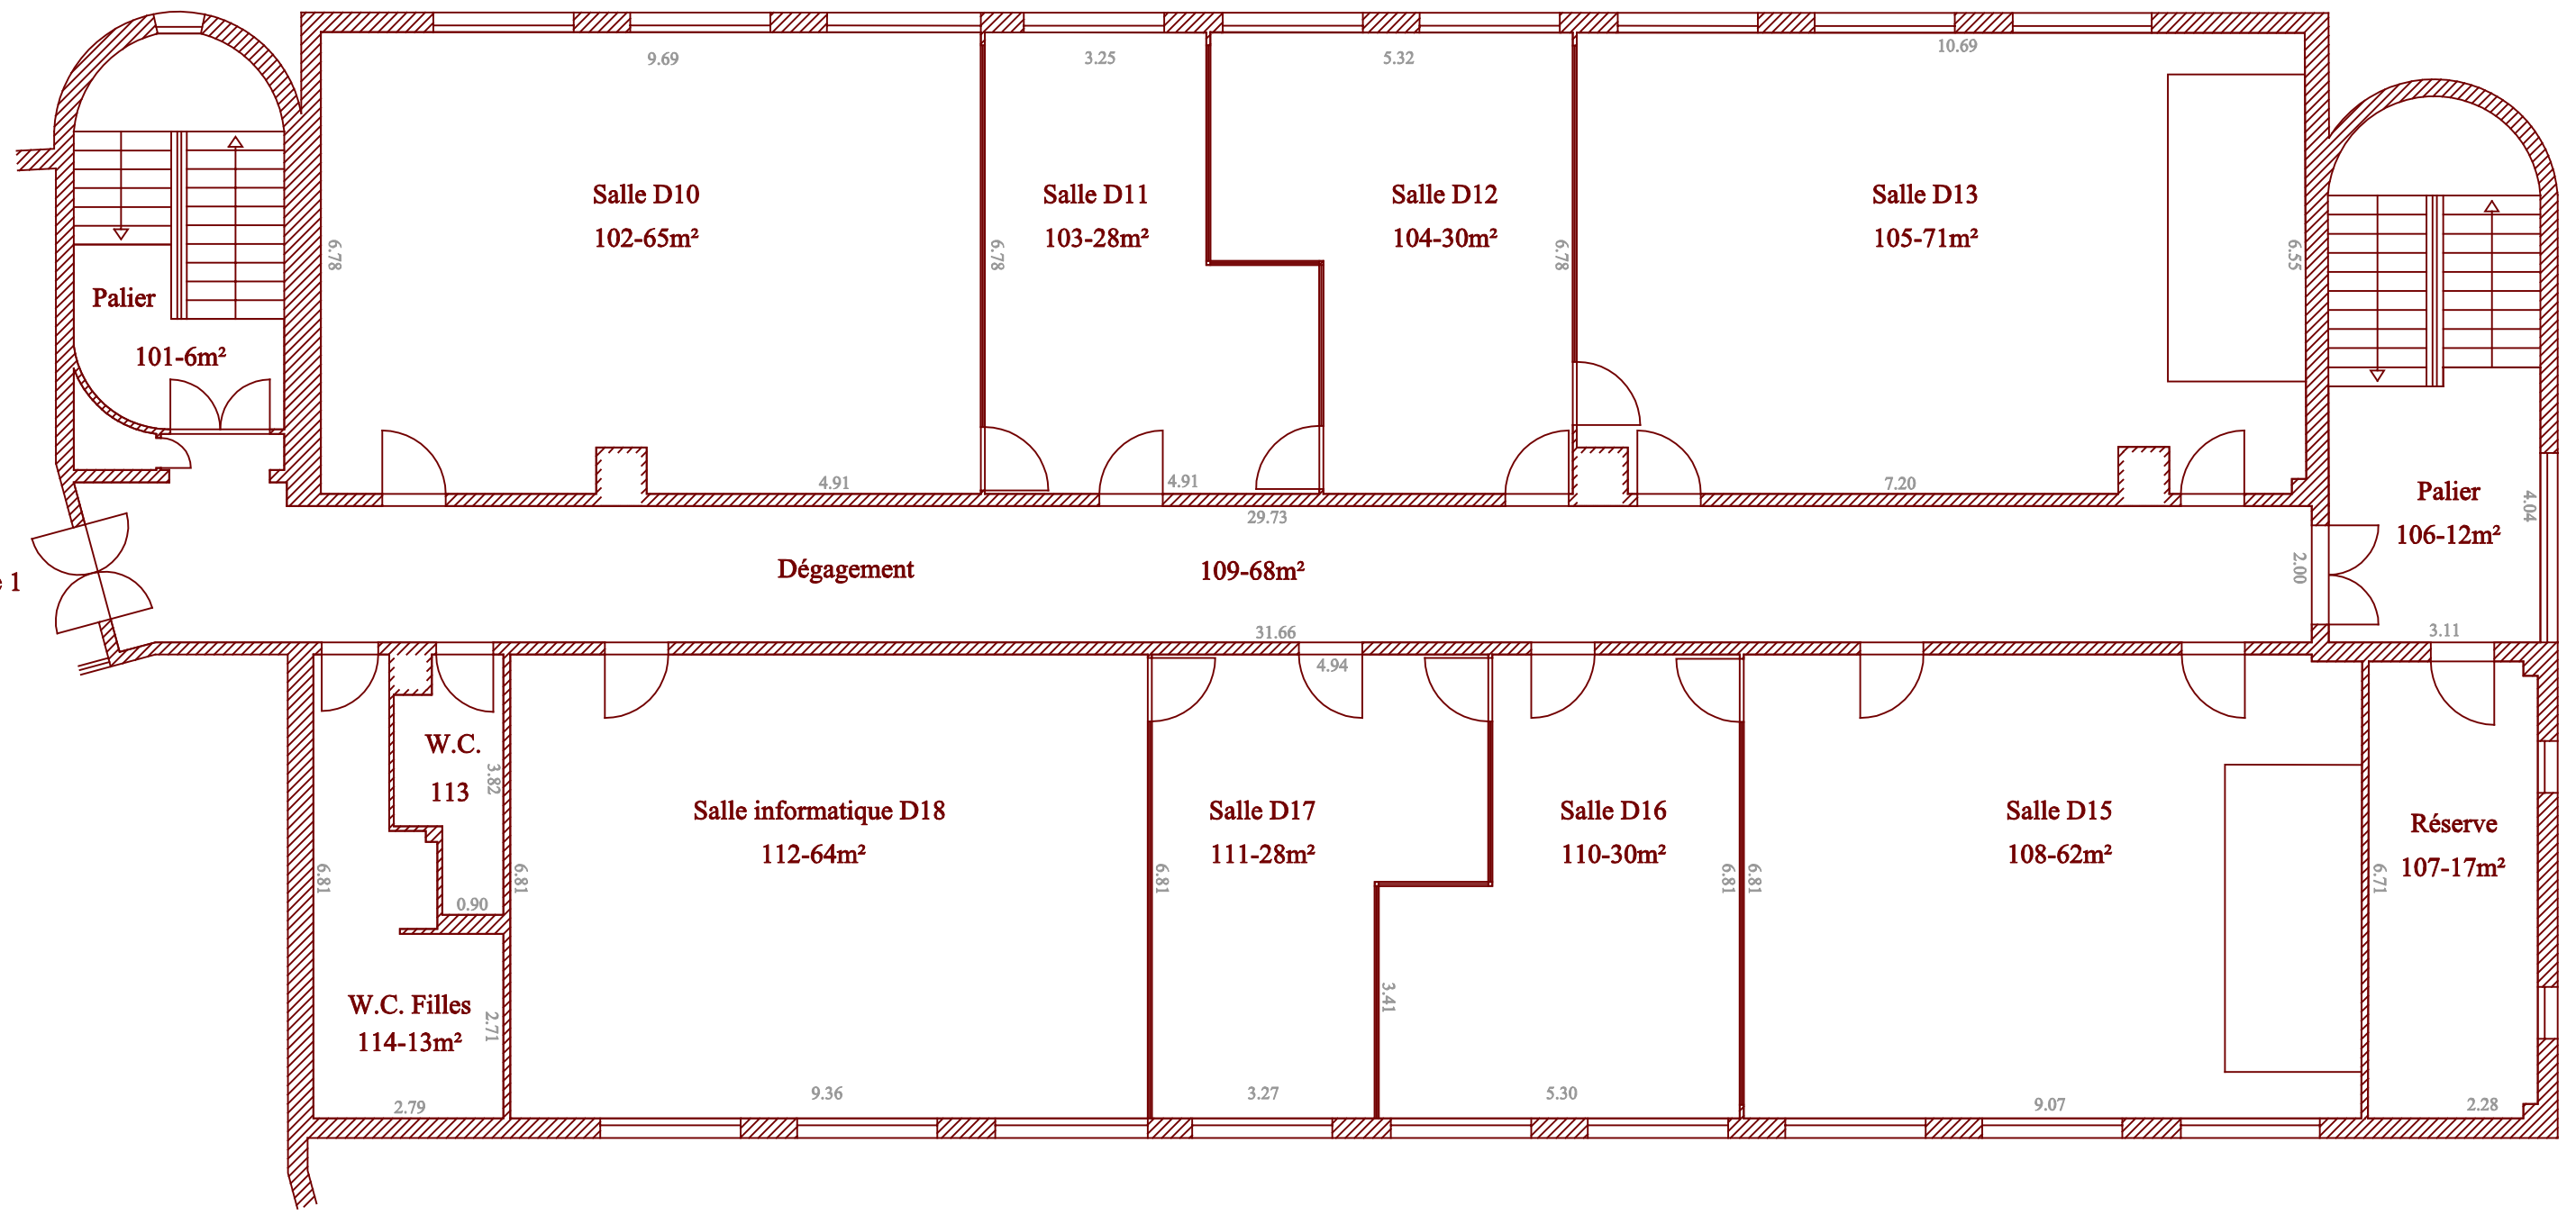 9.69
3.25
5.32
10.69
Salle D10
102-65m²
6.78
Salle D11
103-28m²
6.78
Salle D12
104-30m²
6.78
Salle D13
105-71m²
6.55
Palier
101-6m²
4.91
4.91
7.20
29.73
Palier
106-12m²
4.04
Dégagement
109-68m²
2.00
e 1
31.66
4.94
3.11
W.C.
113
3.82
0.90
6.81
W.C. Filles
114-13m²
2.71
2.79
Salle informatique D18
112-64m²
6.81
9.36
Salle D17
111-28m²
6.81
3.27
3.41
Salle D16
110-30m²
6.81
5.30
Salle D15
108-62m²
6.81
9.07
Réserve
107-17m²
6.71
2.28